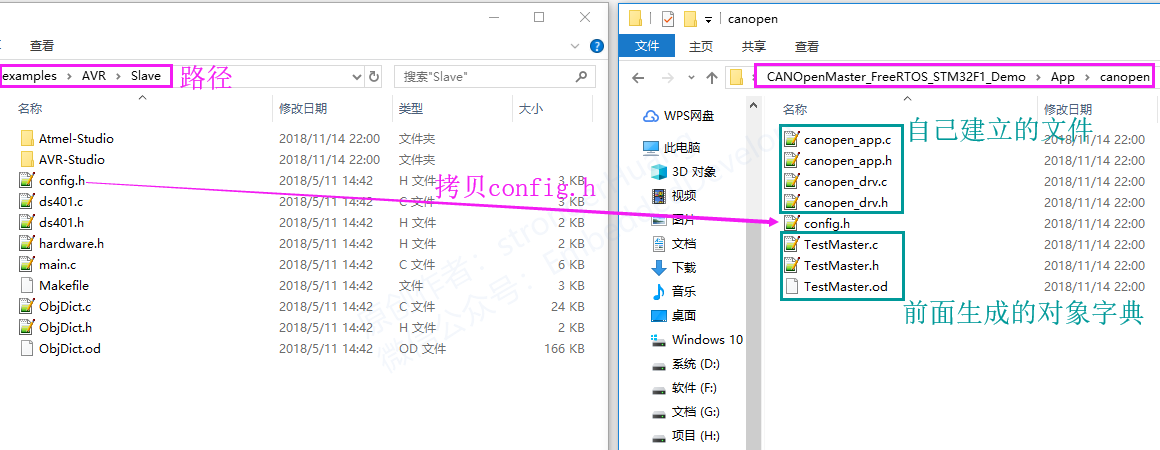 查看
examples › AVR › Slave
路径
搜索"Slave"
名称 修改日期 类型 大小
Atmel-Studio 2018/11/14 22:00 文件夹
AVR-Studio 2018/11/14 22:00 文件夹
config.h 2018/5/11 14:42 H 文件 3 KB
ds401.c 2018/5/11 14:42 C 文件 2 KB
ds401.h 2018/5/11 14:42 H 文件 2 KB
hardware.h 2018/5/11 14:42 H 文件 3 KB
main.c 2018/5/11 14:42 C 文件 6 KB
Makefile 2018/5/11 14:42 文件 3 KB
ObjDict.c 2018/5/11 14:42 C 文件 24 KB
ObjDict.h 2018/5/11 14:42 H 文件 2 KB
ObjDict.od 2018/5/11 14:42 OD 文件 166 KB
拷贝config.h
canopen
文件 主页 共享 查看
CANOpenMaster_FreeRTOS_STM32F1_Demo › App › canopen
WPS网盘
此电脑
3D 对象
视频
图片
文档
下载
音乐
桌面
Windows 10
系统 (D:)
软件 (F:)
文档 (G:)
项目 (H:)
名称 修改日期
自己建立的文件
canopen_app.c 2018/11/14 22:00
canopen_app.h 2018/11/14 22:00
canopen_drv.c 2018/11/14 22:00
canopen_drv.h 2018/11/14 22:00
config.h 2018/11/14 22:00
TestMaster.c 2018/11/14 22:00
TestMaster.h 2018/11/14 22:00
TestMaster.od 2018/11/14 22:00
前面生成的对象字典